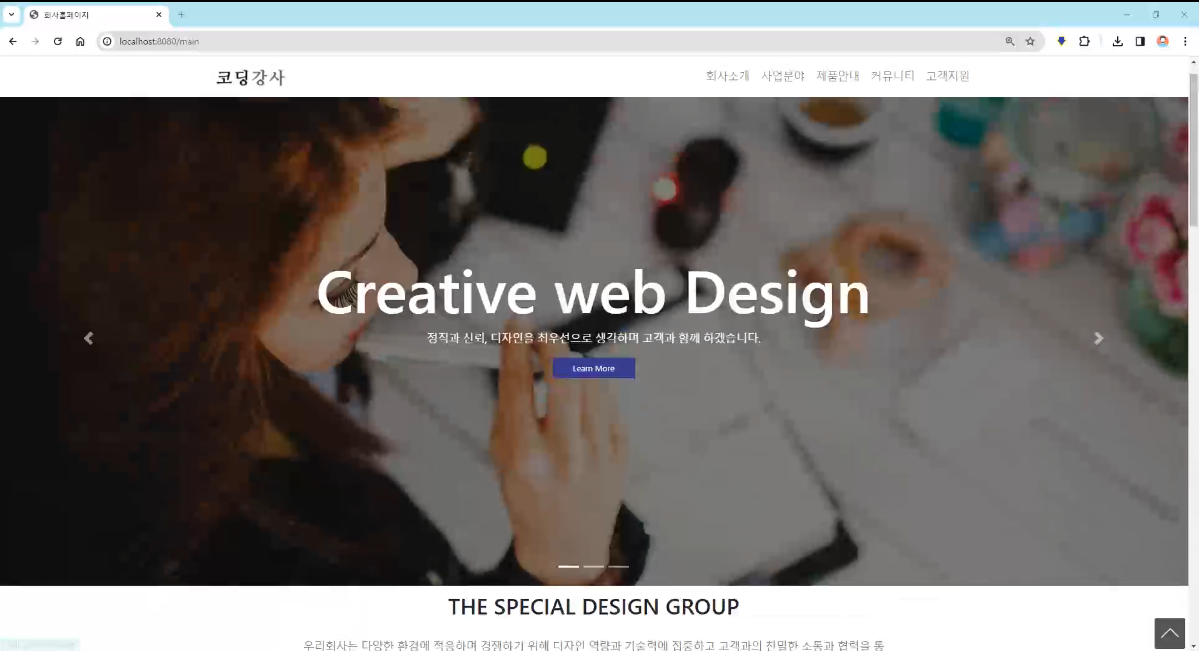 회사홈페이지
localhost:8080/main
코딩강사
회사소개 사업분야 제품안내 커뮤니티 고객지원
Creative web Design
정직과 신뢰, 디자인을 최우선으로 생각하며 고객과 함께 하겠습니다.
Learn More
THE SPECIAL DESIGN GROUP
우리회사는 다양한 환경에 적응하며 경쟁하기 위해 디자인 역량과 기술력에 집중하고 고객과의 친밀한 소통과 협력을 통